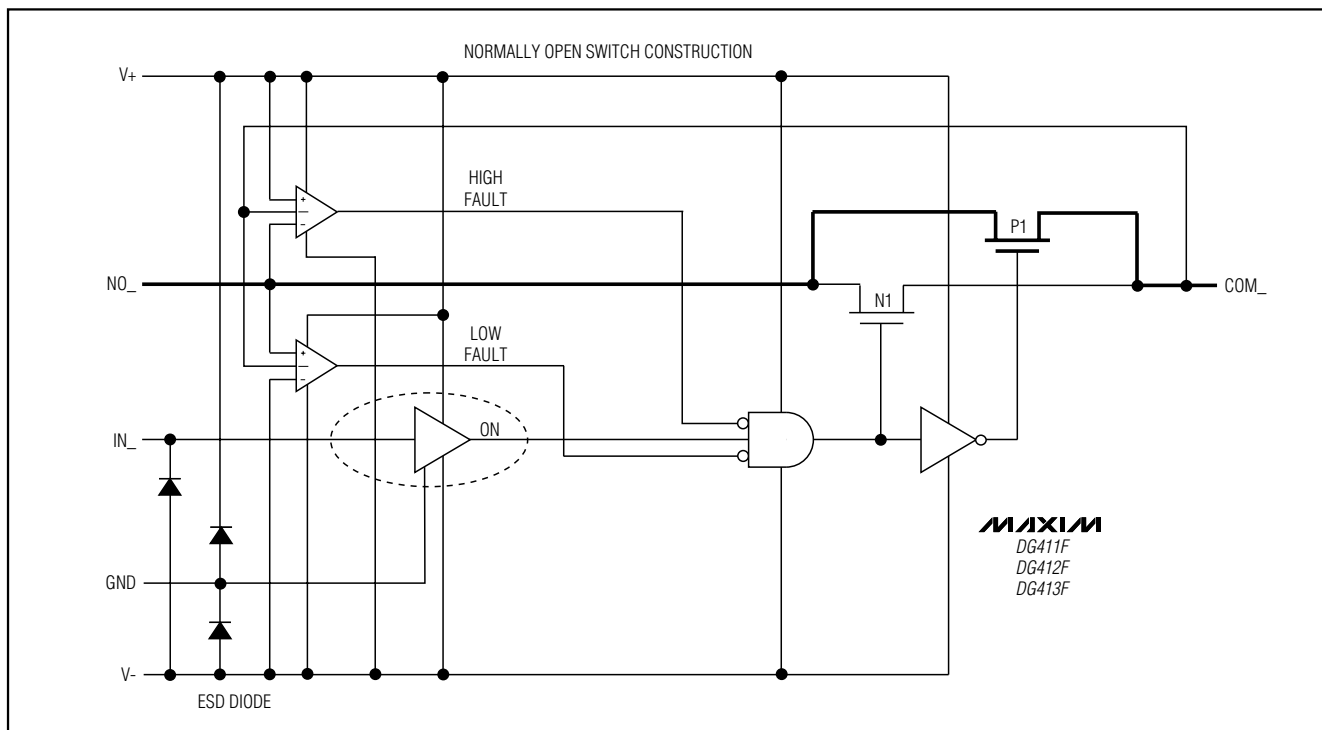 NORMALLY OPEN SWITCH CONSTRUCTION
V+
HIGH
FAULT
+
−
−
P1
NO_
COM_
N1
LOW
FAULT
+
−
−
IN_
ON
MAXIM
DG411F
DG412F
DG413F
GND
V-
ESD DIODE